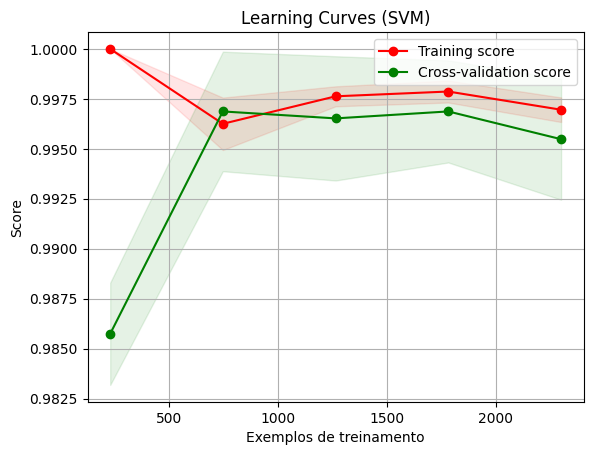 Learning Curves (SVM)
Training score
Cross-validation score
1.0000
0.9975
0.9950
0.9925
0.9900
0.9875
0.9850
0.9825
Score
500
1000
1500
2000
Exemplos de treinamento